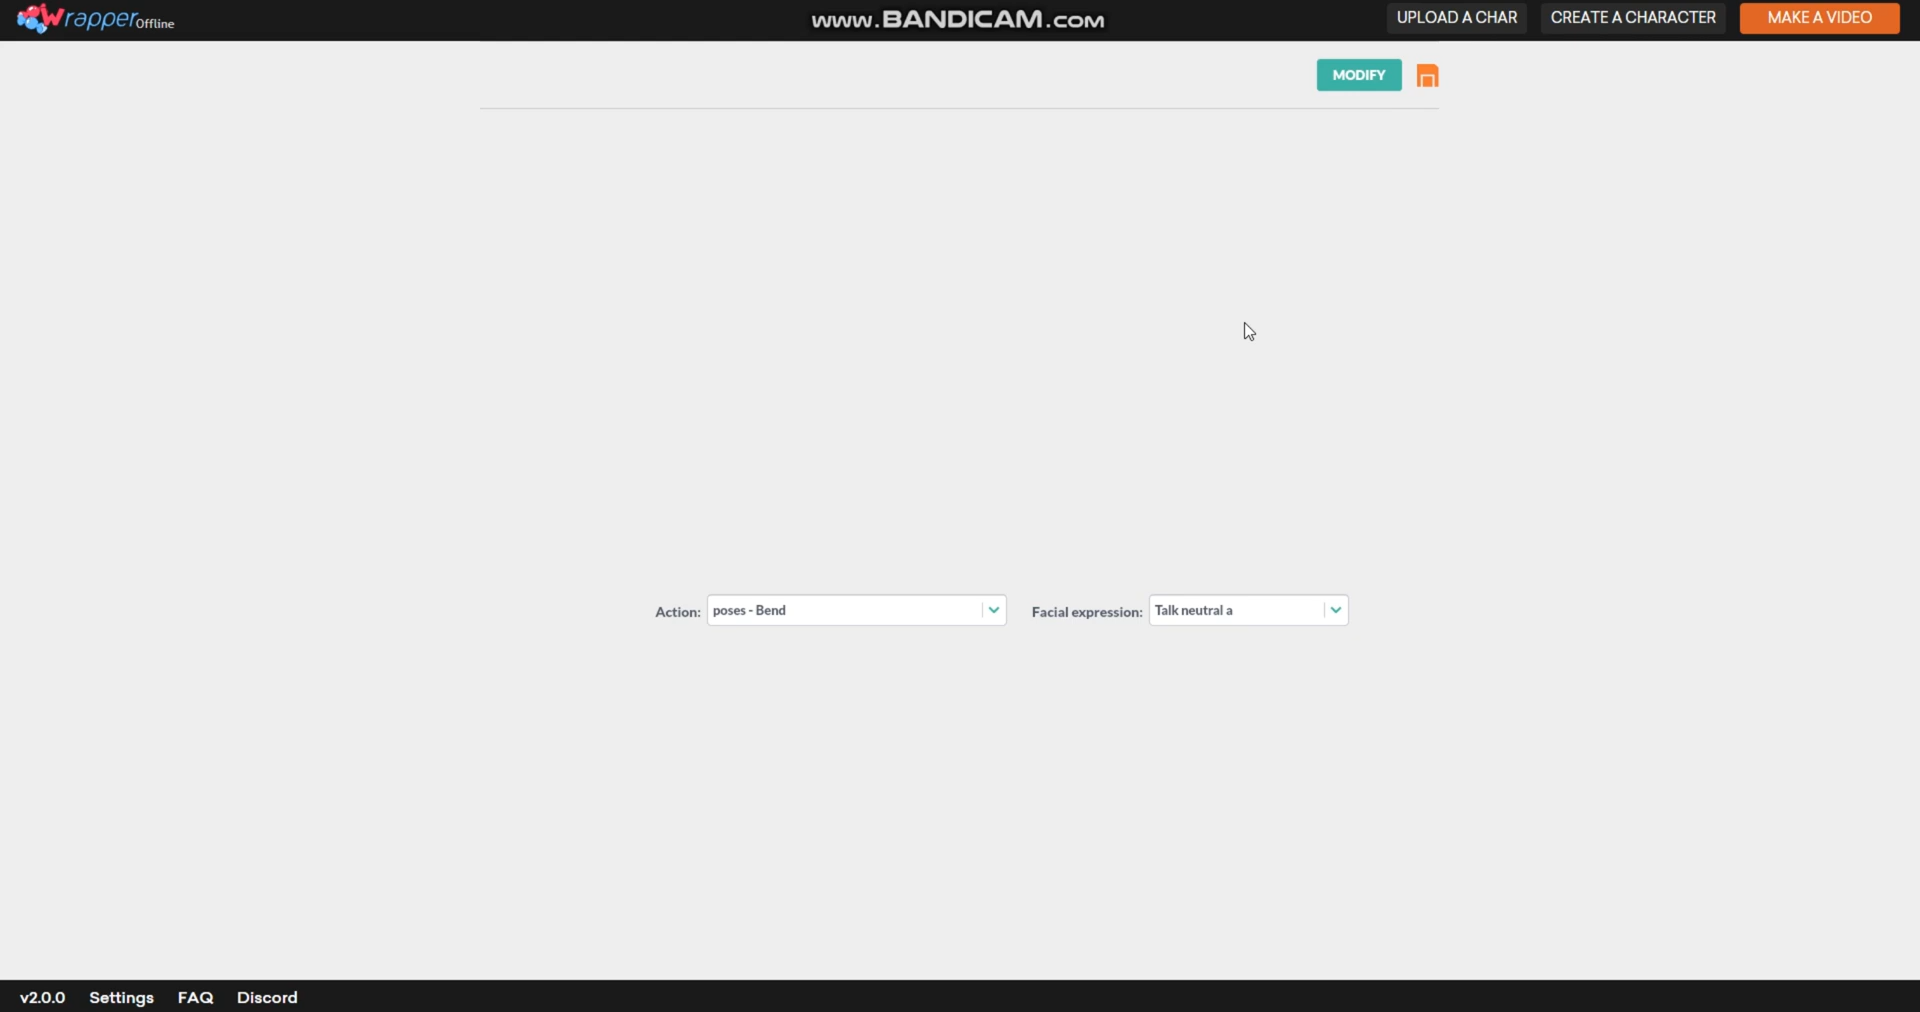 Wrapper Offline
www.BANDICAM.com
UPLOAD A CHAR
CREATE A CHARACTER
MAKE A VIDEO
MODIFY
Action: poses - Bend
Facial expression: Talk neutral a
v2.0.0 Settings FAQ Discord